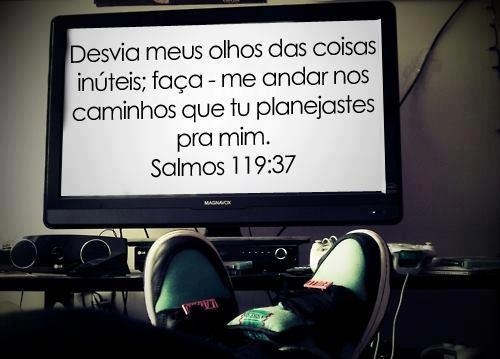 Desvia meus olhos das coisas
inúteis; faça - me andar nos
caminhos que tu planejastes
pra mim.
Salmos 119:37
MAGNAVOX